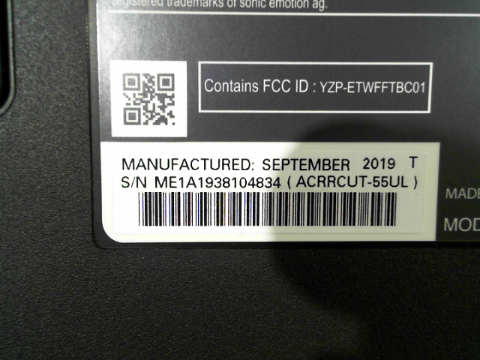 registered trademarks of sonic emotion ag.
Contains FCC ID : YZP-ETWFFTBC01
MANUFACTURED: SEPTEMBER 2019 T
S/N ME1A1938104834 ( ACRRCUT-55UL )
MADE
MOD